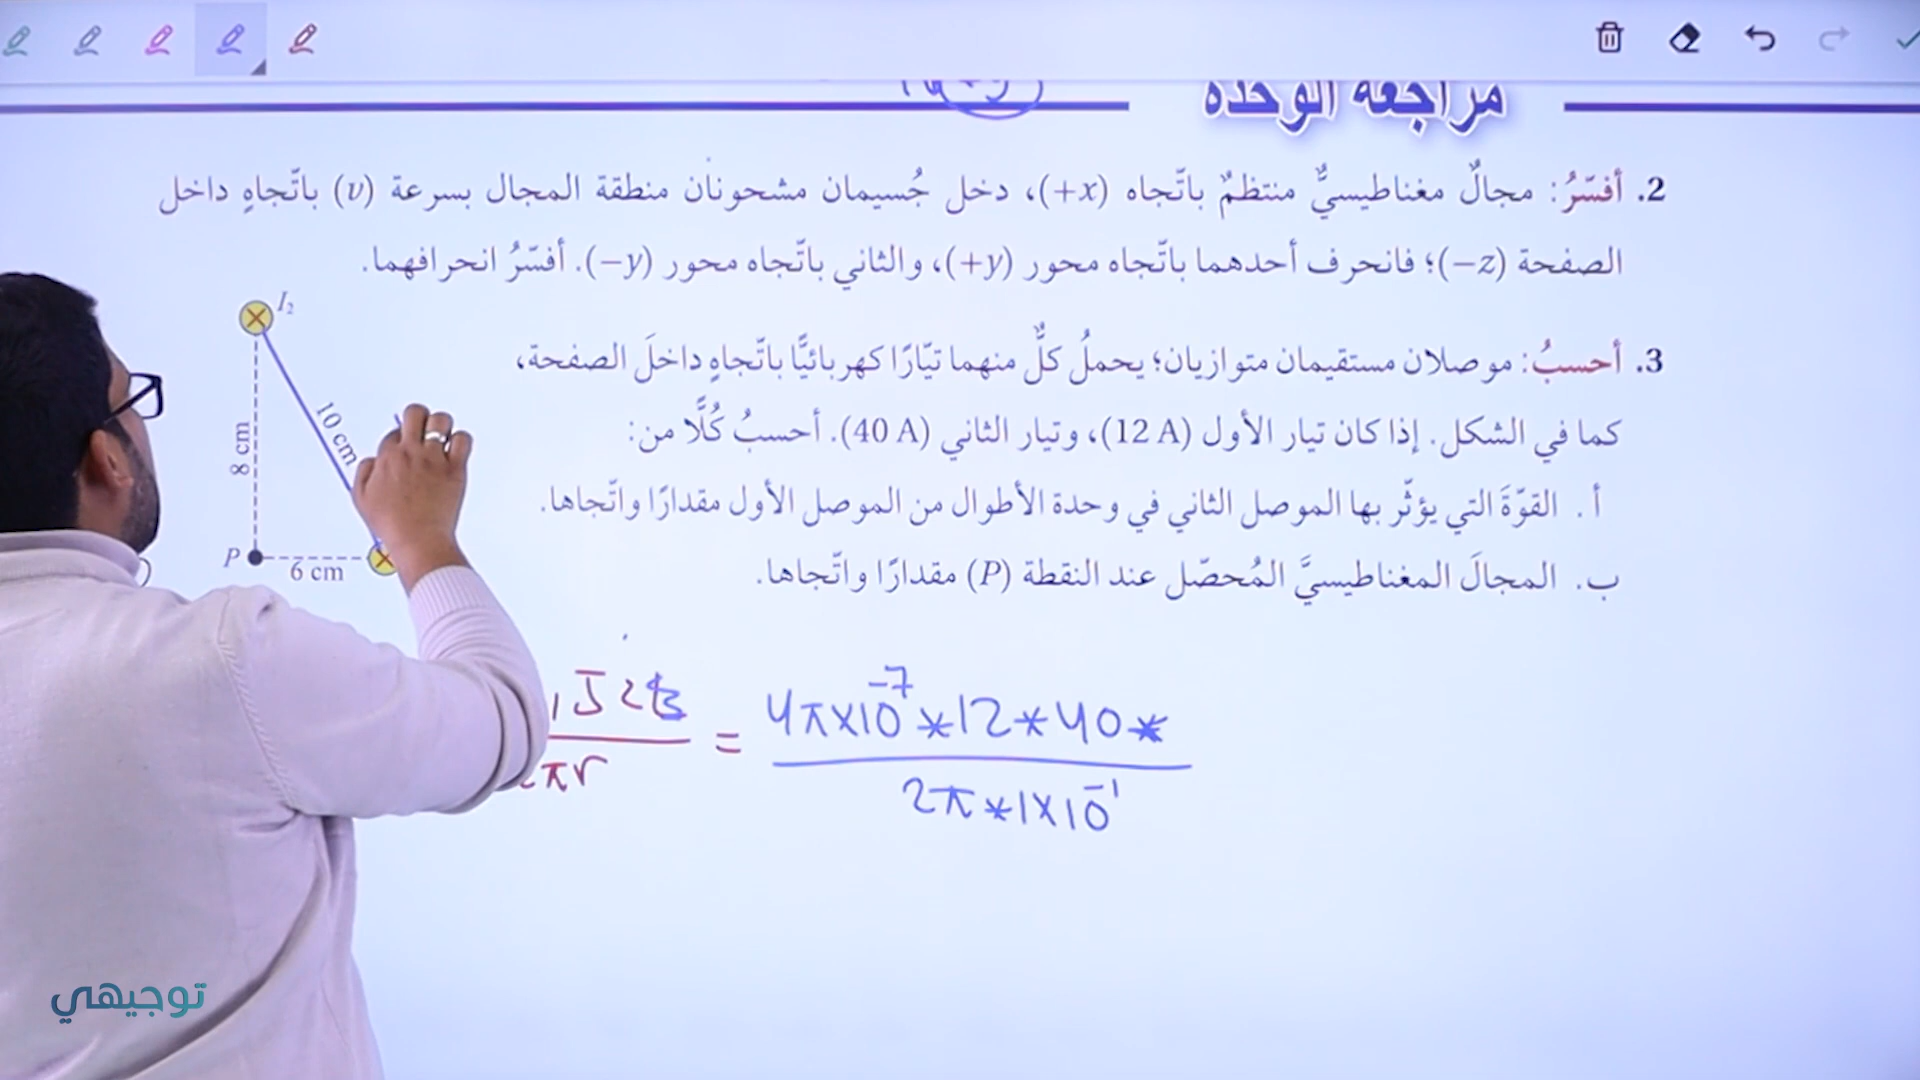 مراجعة الوحدة
2. أفسّرُ: مجالٌ مغناطيسيٌّ منتظمٌ باتّجاه (+x)، دخل جُسيمان مشحونان منطقة المجال بسرعة (v) باتّجاهِ داخل
الصفحة (−z)؛ فانحرف أحدهما باتّجاه محور (+y)، والثاني باتّجاه محور (−y). أفسّرُ انحرافهما.
3. أحسبُ: موصلان مستقيمان متوازيان؛ يحملُ كلٌّ منهما تيّارًا كهربائيًّا باتّجاهِ داخلَ الصفحة،
كما في الشكل. إذا كان تيار الأول (12 A)، وتيار الثاني (40 A). أحسبُ كُلًّا من:
أ. القوّةَ التي يؤثّر بها الموصل الثاني في وحدة الأطوال من الموصل الأول مقدارًا واتّجاها.
ب. المجالَ المغناطيسيَّ المُحصّل عند النقطة (P) مقدارًا واتّجاها.
I₂
10 cm
8 cm
P
6 cm
= 4π×10⁻⁷ * 12 * 40 *
πr
2π * 1×10⁻¹
توجيهي